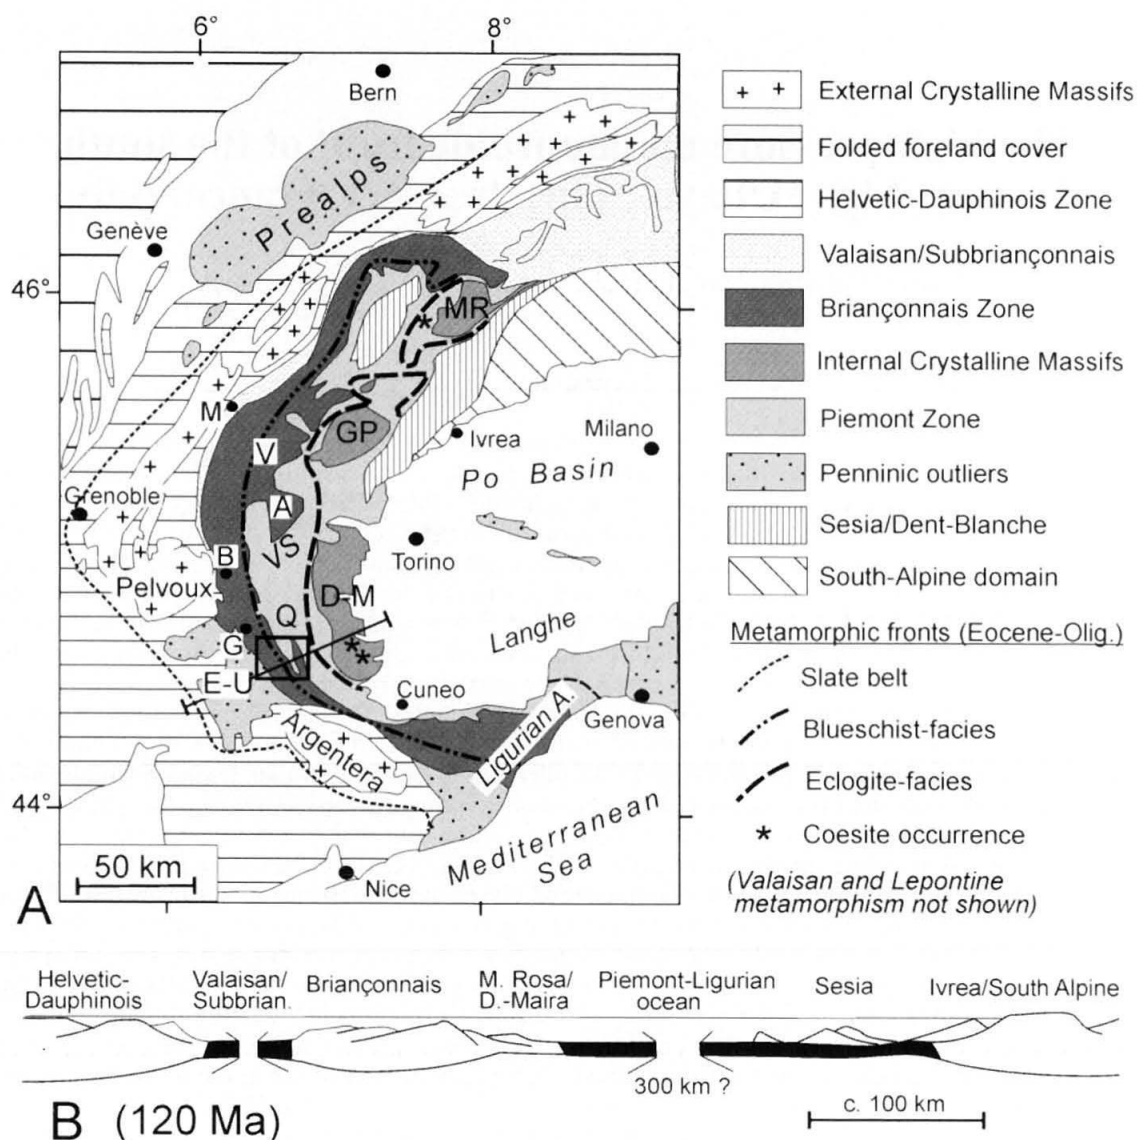 6°
8°
Bern
Prealps
Genève
46°
MR
M
GP
Ivrea
Milano
V
Po Basin
Grenoble
A
VS
Torino
B
Pelvoux
D-M
Q
Langhe
G
E-U
Cuneo
Genova
Argentera
Ligurian A.
44°
Mediterranean
Sea
50 km
Nice
A
External Crystalline Massifs
Folded foreland cover
Helvetic-Dauphinois Zone
Valaisan/Subbriançonnais
Briançonnais Zone
Internal Crystalline Massifs
Piemont Zone
Penninic outliers
Sesia/Dent-Blanche
South-Alpine domain
Metamorphic fronts (Eocene-Olig.)
Slate belt
Blueschist-facies
Eclogite-facies
* Coesite occurrence
(Valaisan and Lepontine
metamorphism not shown)
Helvetic-
Dauphinois
Valaisan/
Subbrian.
Briançonnais
M. Rosa/
D.-Maira
Piemont-Ligurian
ocean
Sesia
Ivrea/South Alpine
300 km ?
c. 100 km
B (120 Ma)